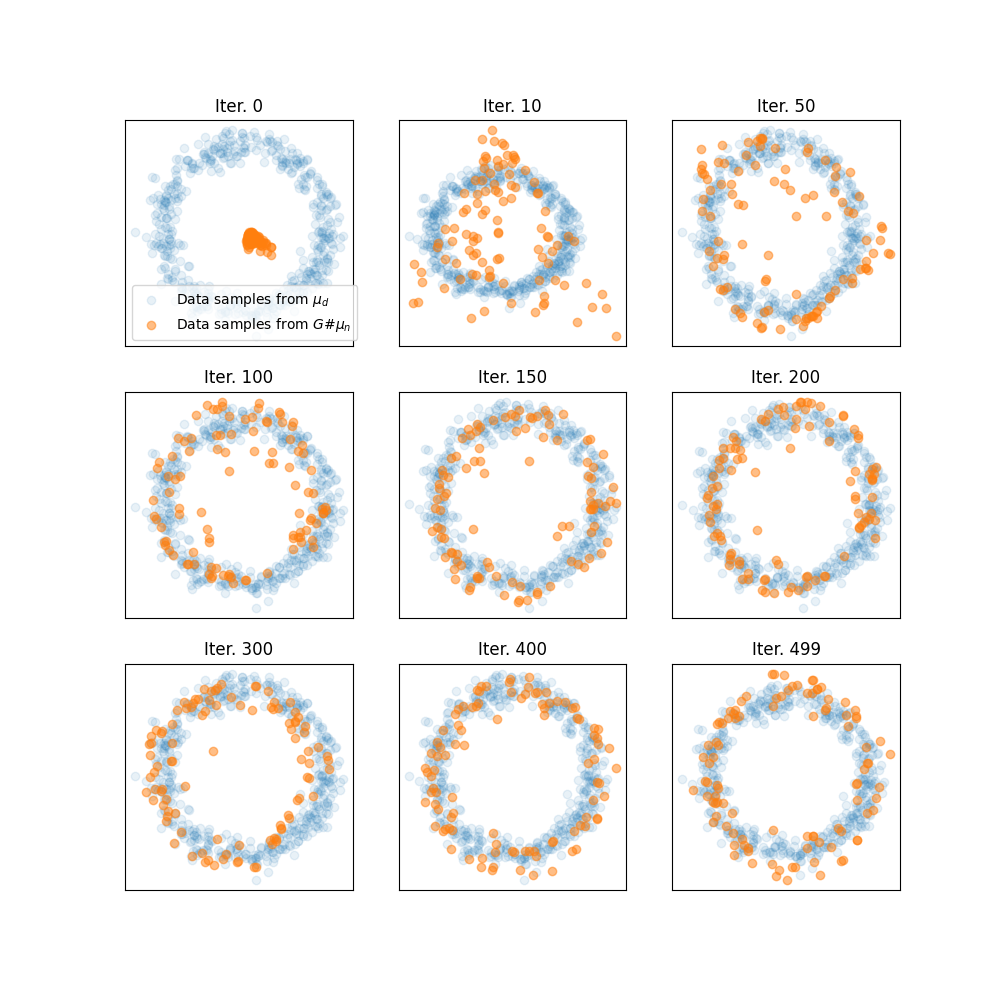 Iter. 0
Iter. 10
Iter. 50
Data samples from μ_d
Data samples from G#μ_n
Iter. 100
Iter. 150
Iter. 200
Iter. 300
Iter. 400
Iter. 499